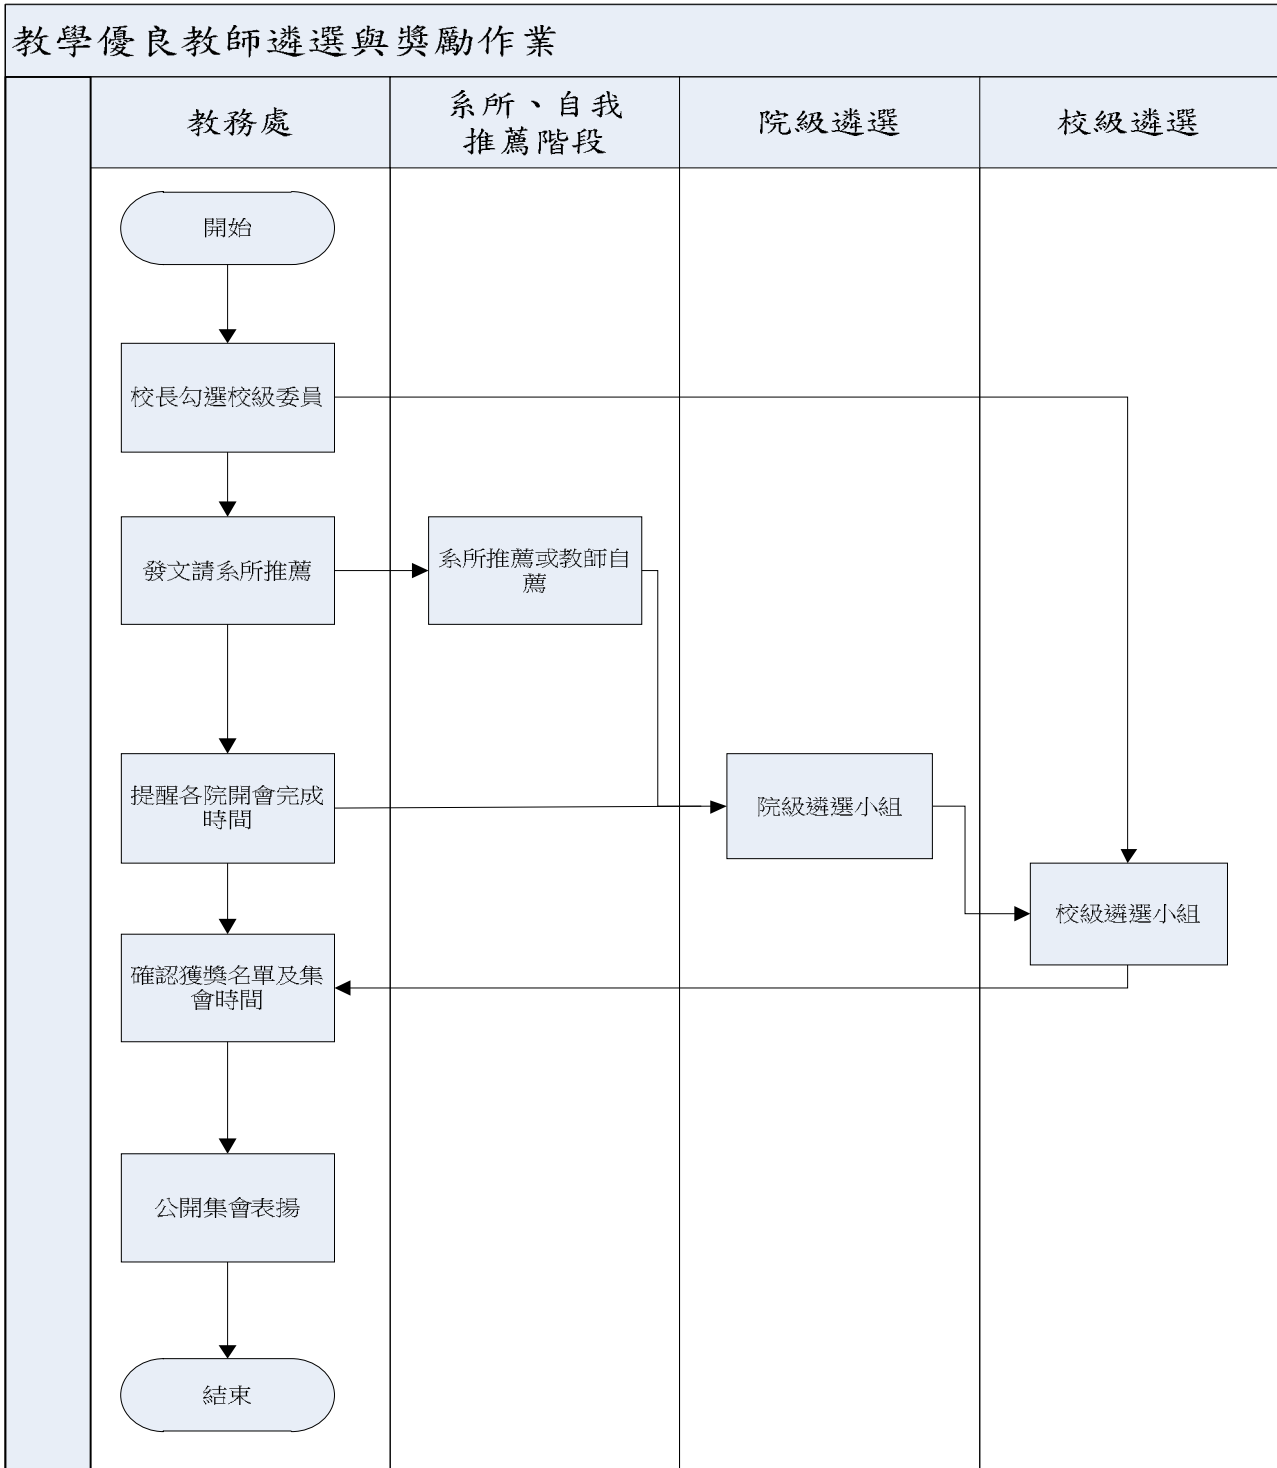 教學優良教師遴選與獎勵作業
教務處
系所、自我
推薦階段
院級遴選
校級遴選
開始
校長勾選校級委員
發文請系所推薦
系所推薦或教師自
薦
提醒各院開會完成
時間
院級遴選小組
校級遴選小組
確認獲獎名單及集
會時間
公開集會表揚
結束